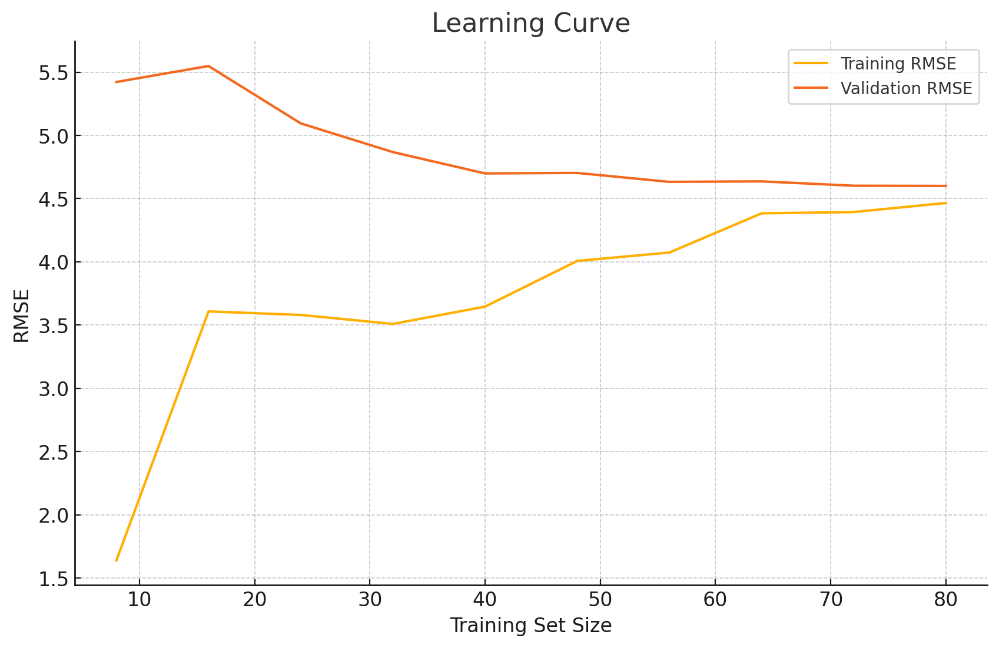 Learning Curve
Training RMSE
Validation RMSE
5.5
5.0
4.5
4.0
3.5
3.0
2.5
2.0
1.5
RMSE
10 20 30 40 50 60 70 80
Training Set Size